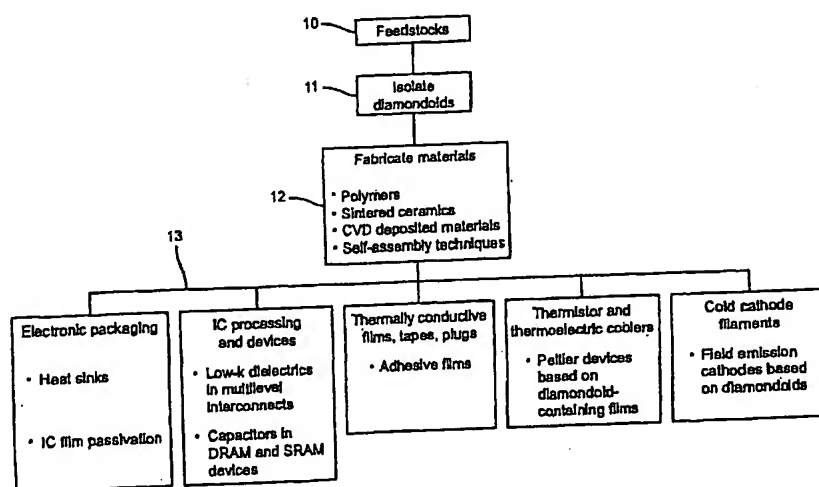 10
Feedstocks
11
Isolate
diamondoids
Fabricate materials
12
• Polymers
• Sintered ceramics
• CVD deposited materials
• Self-assembly techniques
13
Electronic packaging
• Heat sinks
• IC film passivation
IC processing
and devices
• Low-k dielectrics
in multilevel
interconnects
• Capacitors in
DRAM and SRAM
devices
Thermally conductive
films, tapes, plugs
• Adhesive films
Thermistor and
thermoelectric coolers
• Peltier devices
based on
diamondoid-
containing films
Cold cathode
filaments
• Field emission
cathodes based
on diamondoids